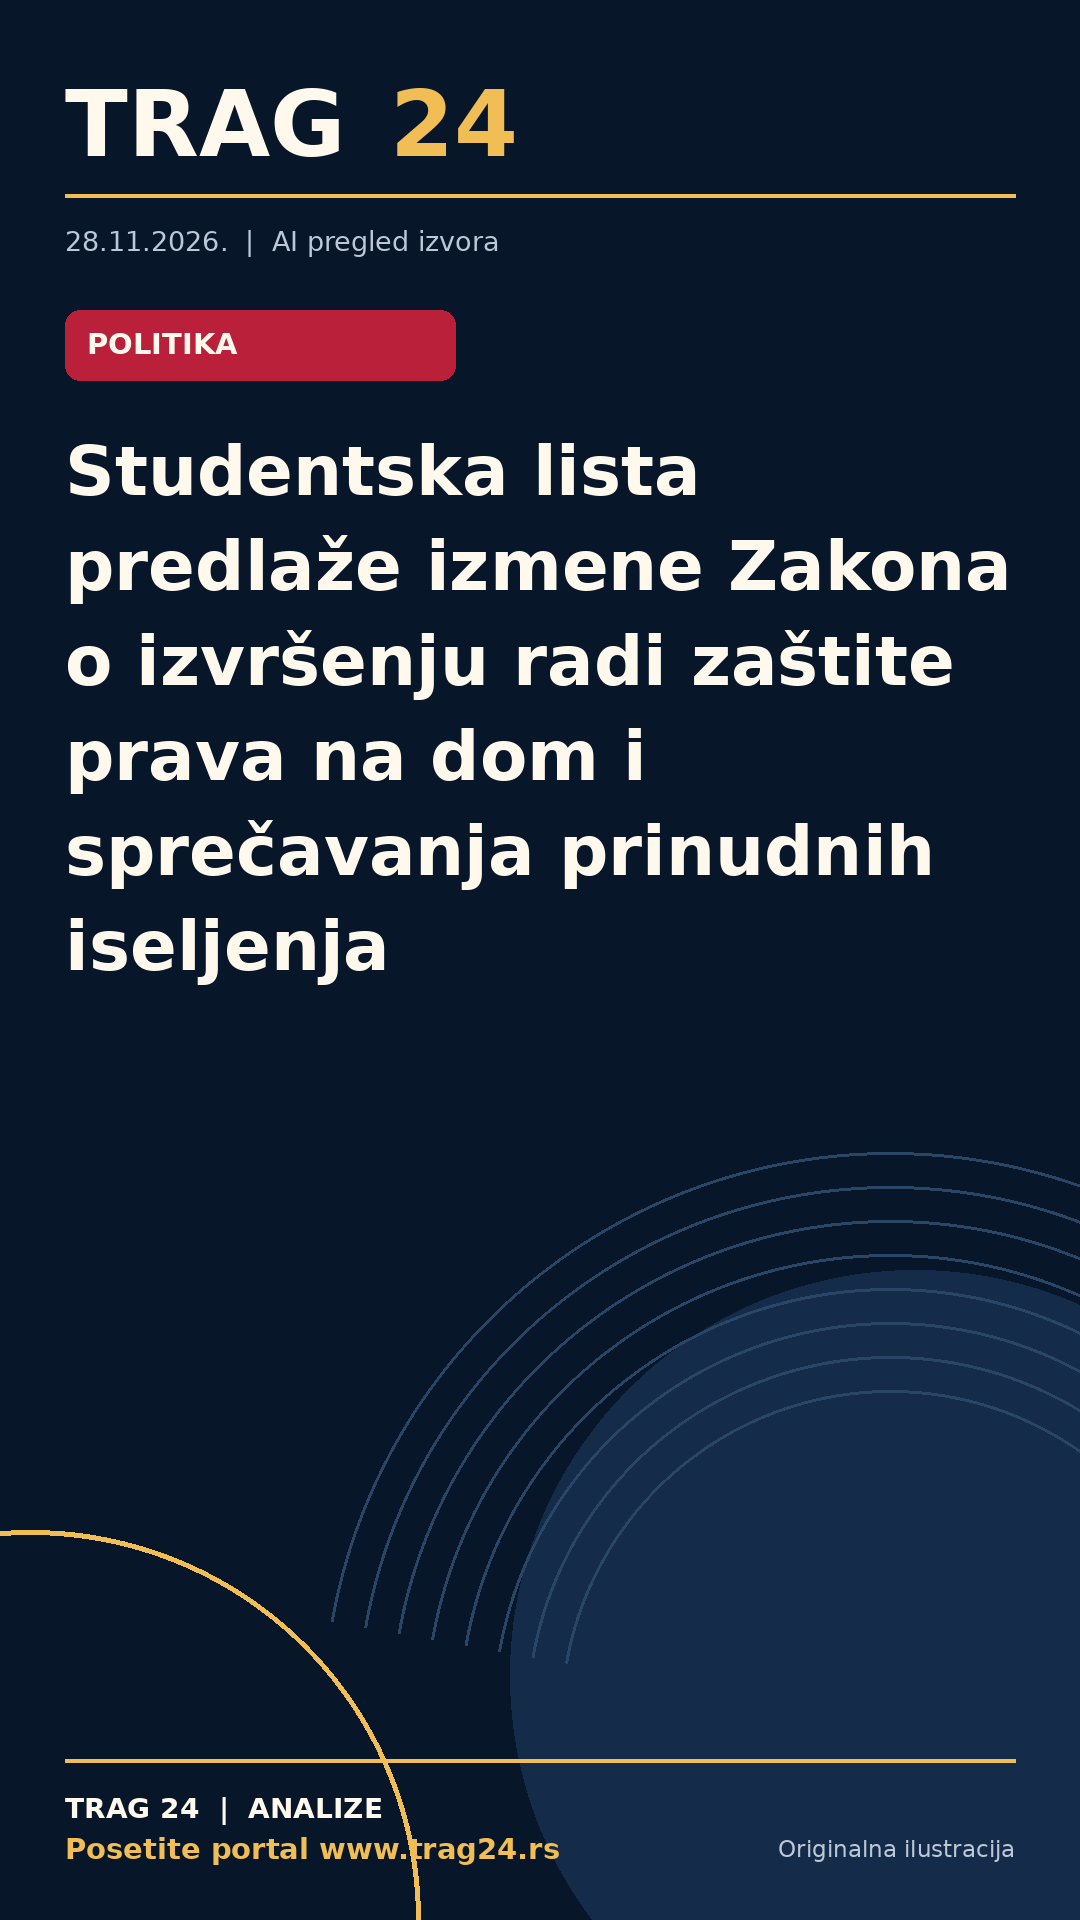 TRAG 24
28.11.2026. | AI pregled izvora
POLITIKA
Studentska lista
predlaže izmene Zakona
o izvršenju radi zaštite
prava na dom i
sprečavanja prinudnih
iseljenja
TRAG 24 | ANALIZE
Posetite portal www.trag24.rs
Originalna ilustracija